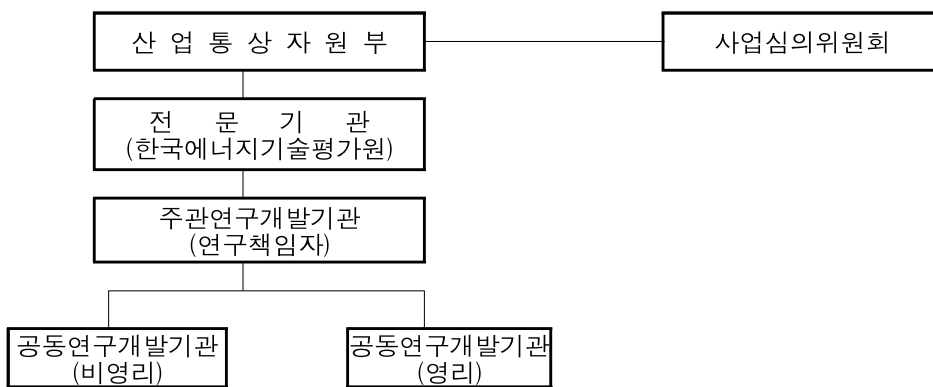 산 업 통 상 자 원 부
사업심의위원회
전 문 기 관
(한국에너지기술평가원)
주관연구개발기관
(연구책임자)
공동연구개발기관
(비영리)
공동연구개발기관
(영리)